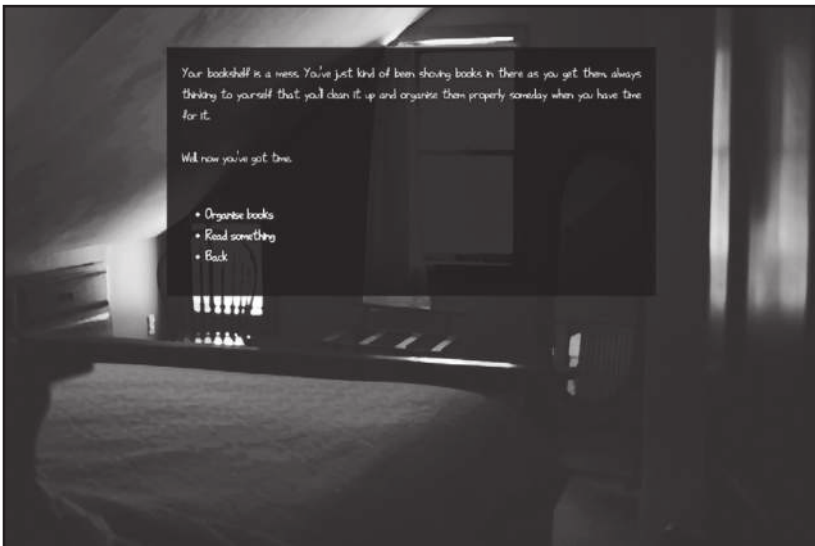 Your bookshelf is a mess. You've just kind of been shoving books in there as you get them, always
thinking to yourself that you'll clean it up and organise them properly someday when you have time
for it.
Well now you've got time.
• Organise books
• Read something
• Back